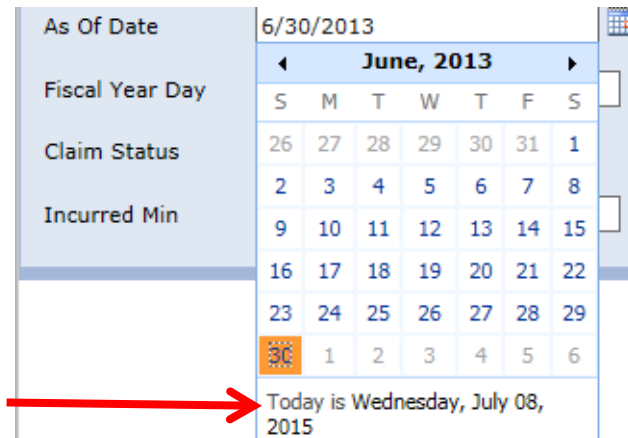 As Of Date
6/30/2013
June, 2013
Fiscal Year Day
S M T W T F S
Claim Status
26 27 28 29 30 31 1
2 3 4 5 6 7 8
Incurred Min
9 10 11 12 13 14 15
16 17 18 19 20 21 22
23 24 25 26 27 28 29
30 1 2 3 4 5 6
Today is Wednesday, July 08,
2015